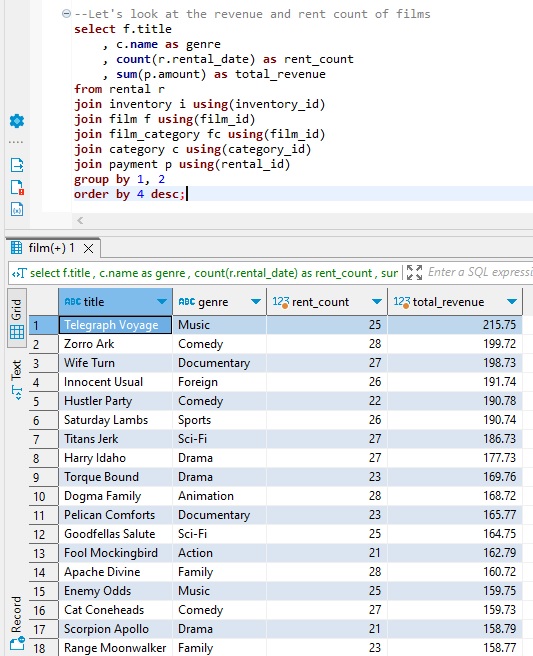 --Let's look at the revenue and rent count of films
select f.title
, c.name as genre
, count(r.rental_date) as rent_count
, sum(p.amount) as total_revenue
from rental r
join inventory i using(inventory_id)
join film f using(film_id)
join film_category fc using(film_id)
join category c using(category_id)
join payment p using(rental_id)
group by 1, 2
order by 4 desc;
film(+) 1
select f.title , c.name as genre , count(r.rental_date) as rent_count , sur
Enter a SQL expressi
Grid
Text
Record
ABC title ABC genre 123 rent_count 123 total_revenue
1 Telegraph Voyage Music 25 215.75
2 Zorro Ark Comedy 28 199.72
3 Wife Turn Documentary 27 198.73
4 Innocent Usual Foreign 26 191.74
5 Hustler Party Comedy 22 190.78
6 Saturday Lambs Sports 26 190.74
7 Titans Jerk Sci-Fi 27 186.73
8 Harry Idaho Drama 27 177.73
9 Torque Bound Drama 23 169.76
10 Dogma Family Animation 28 168.72
11 Pelican Comforts Documentary 23 165.77
12 Goodfellas Salute Sci-Fi 25 164.75
13 Fool Mockingbird Action 21 162.79
14 Apache Divine Family 28 160.72
15 Enemy Odds Music 25 159.75
16 Cat Coneheads Comedy 27 159.73
17 Scorpion Apollo Drama 21 158.79
18 Range Moonwalker Family 23 158.77